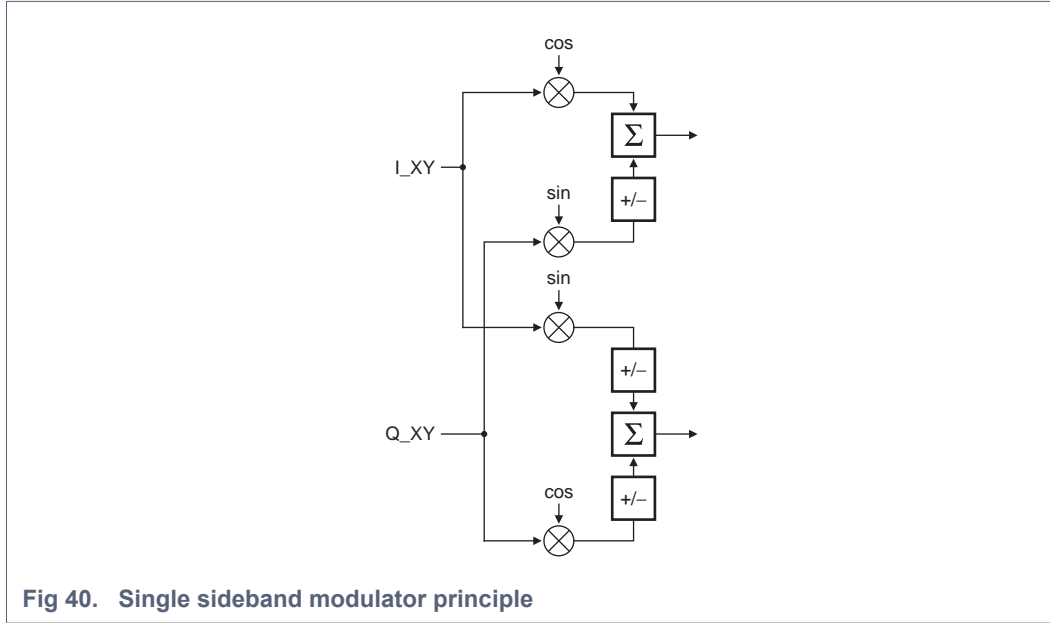 cos
Σ
I_XY
+/–
sin
sin
+/–
Q_XY
Σ
+/–
cos
Fig 40. Single sideband modulator principle